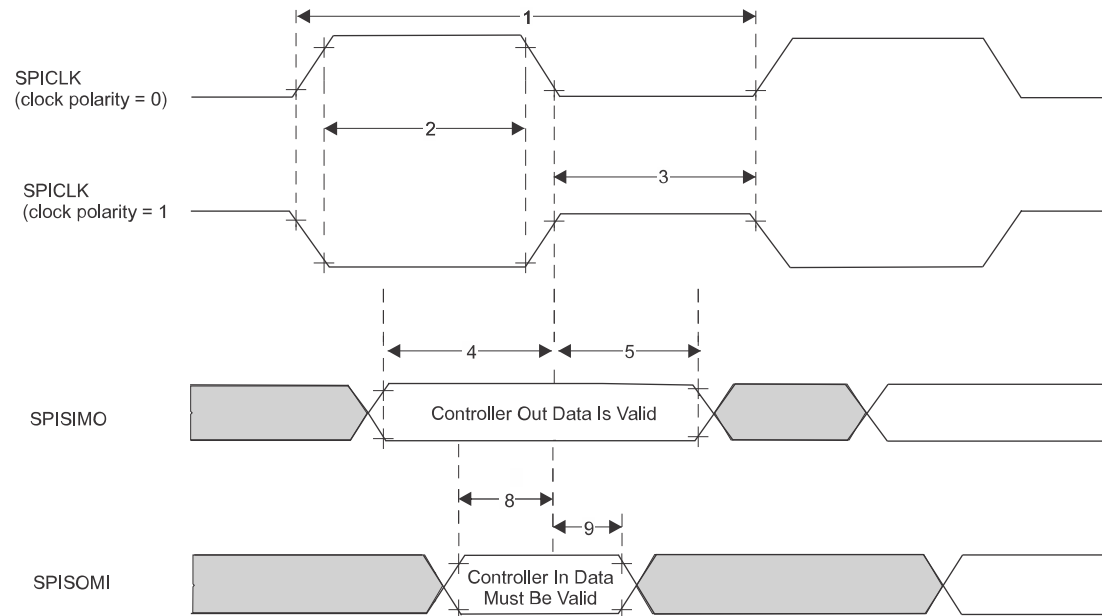 1
SPICLK
(clock polarity = 0)
2
3
SPICLK
(clock polarity = 1
4
5
SPISIMO
Controller Out Data Is Valid
8
9
SPISOMI
Controller In Data
Must Be Valid